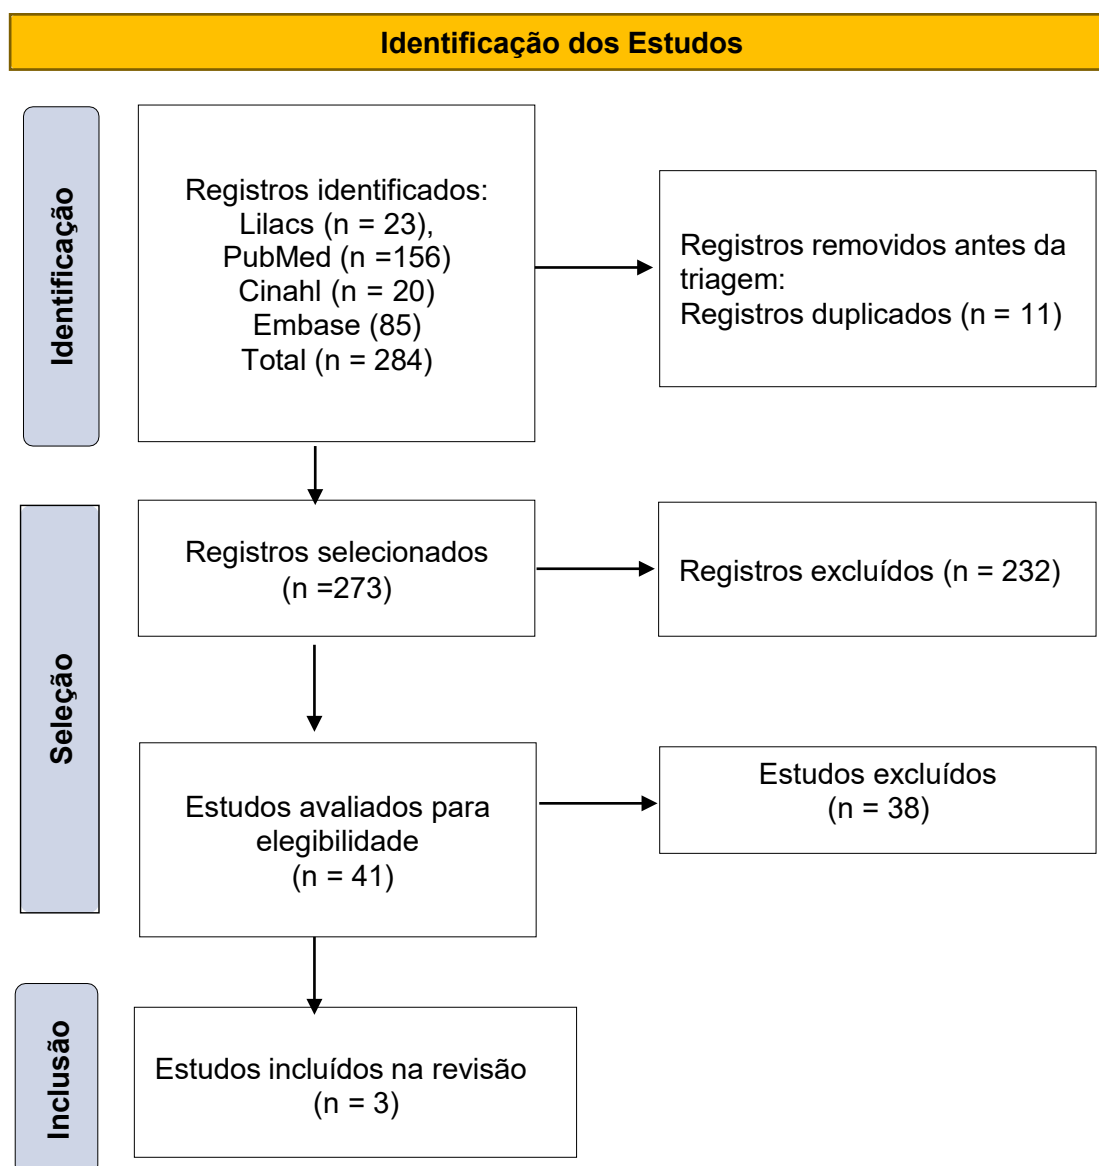 Identificação dos Estudos
Identificação
Registros identificados:
Lilacs (n = 23),
PubMed (n =156)
Cinahl (n = 20)
Embase (85)
Total (n = 284)
Registros removidos antes da
triagem:
Registros duplicados (n = 11)
Seleção
Registros selecionados
(n =273)
Registros excluídos (n = 232)
Estudos avaliados para
elegibilidade
(n = 41)
Estudos excluídos
(n = 38)
Inclusão
Estudos incluídos na revisão
(n = 3)